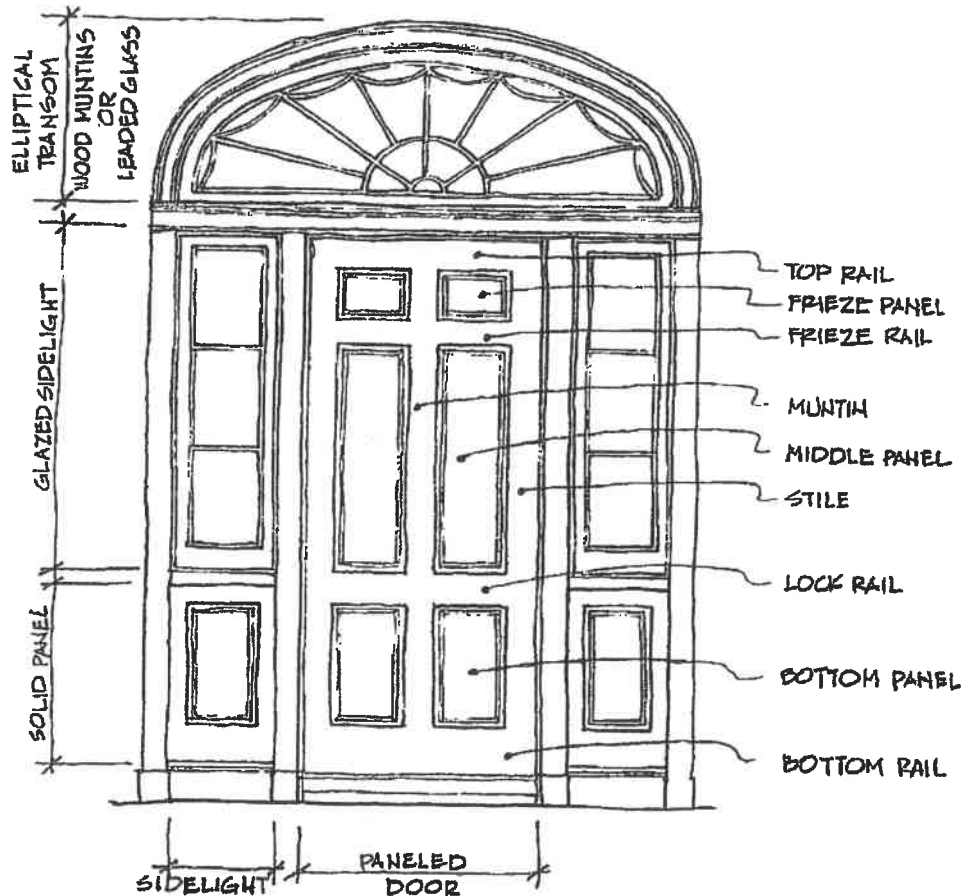 ELLIPTICAL
TRANSOM
WOOD MUNTINS
OR
LEADED GLASS
GLAZED SIDELIGHT
SOLID PANEL
TOP RAIL
FRIEZE PANEL
FRIEZE RAIL
MUNTIN
MIDDLE PANEL
STILE
LOCK RAIL
BOTTOM PANEL
BOTTOM RAIL
SIDELIGHT
PANELED
DOOR